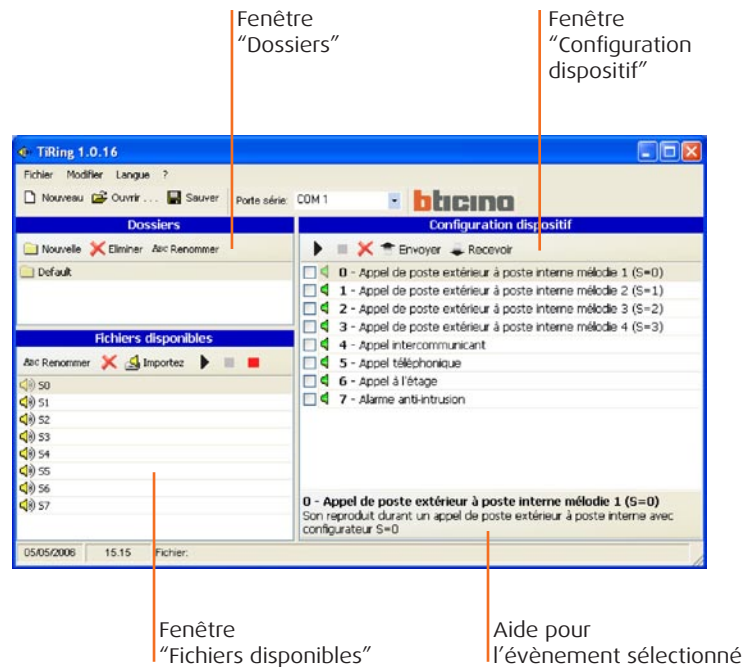 Fenêtre
“Dossiers”
Fenêtre
“Configuration
dispositif”
TiRing 1.0.16
Fichier Modifier Langue ?
Nouveau Ouvrir ... Sauver Porte série: COM 1 bticino
Dossiers
Nouvelle Eliminer Abc Renommer
Default
Fichiers disponibles
Abc Renommer Importez
S0
S1
S2
S3
S4
S5
S6
S7
Configuration dispositif
Envoyer Recevoir
0 - Appel de poste extérieur à poste interne mélodie 1 (S=0)
1 - Appel de poste extérieur à poste interne mélodie 2 (S=1)
2 - Appel de poste extérieur à poste interne mélodie 3 (S=2)
3 - Appel de poste extérieur à poste interne mélodie 4 (S=3)
4 - Appel intercommunicant
5 - Appel téléphonique
6 - Appel à l'étage
7 - Alarme anti-intrusion
0 - Appel de poste extérieur à poste interne mélodie 1 (S=0)
Son reproduit durant un appel de poste extérieur à poste interne avec
configurateur S=0
05/05/2006 15.15 Fichier:
Fenêtre
“Fichiers disponibles”
Aide pour
l’évènement sélectionné